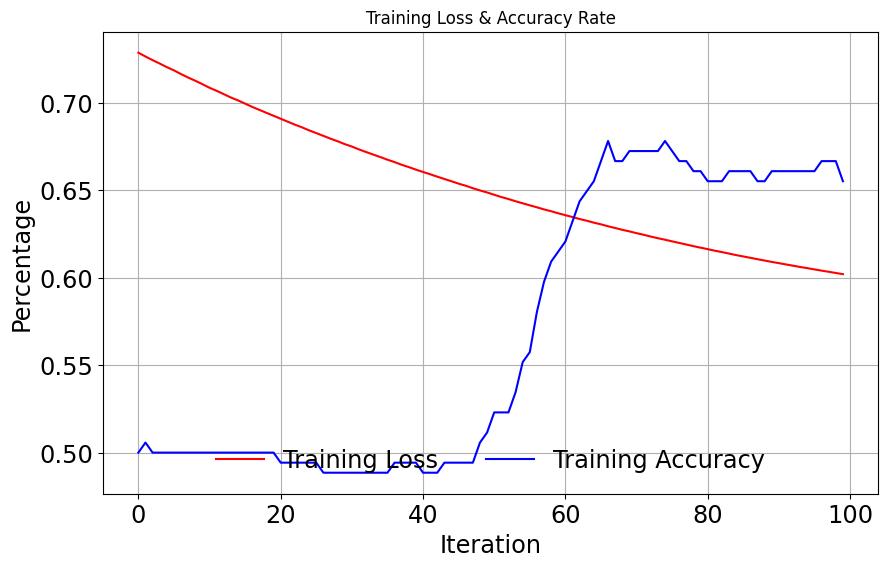 Training Loss & Accuracy Rate
Percentage
0.70
0.65
0.60
0.55
0.50
Training Loss Training Accuracy
0 20 40 60 80 100
Iteration